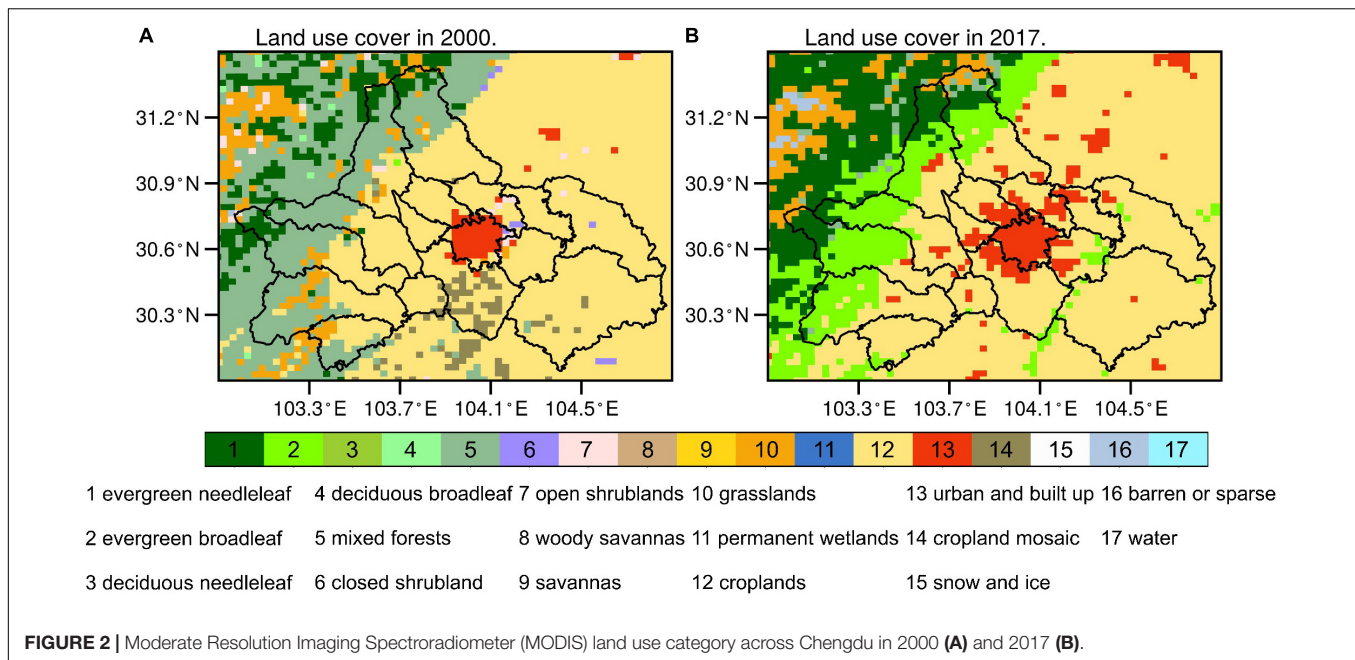 A Land use cover in 2000.
B Land use cover in 2017.
31.2°N
30.9°N
30.6°N
30.3°N
103.3°E 103.7°E 104.1°E 104.5°E
31.2°N
30.9°N
30.6°N
30.3°N
103.3°E 103.7°E 104.1°E 104.5°E
1 2 3 4 5 6 7 8 9 10 11 12 13 14 15 16 17
1 evergreen needleleaf 4 deciduous broadleaf 7 open shrublands 10 grasslands 13 urban and built up 16 barren or sparse
2 evergreen broadleaf 5 mixed forests 8 woody savannas 11 permanent wetlands 14 cropland mosaic 17 water
3 deciduous needleleaf 6 closed shrubland 9 savannas 12 croplands 15 snow and ice
FIGURE 2 | Moderate Resolution Imaging Spectroradiometer (MODIS) land use category across Chengdu in 2000 (A) and 2017 (B).